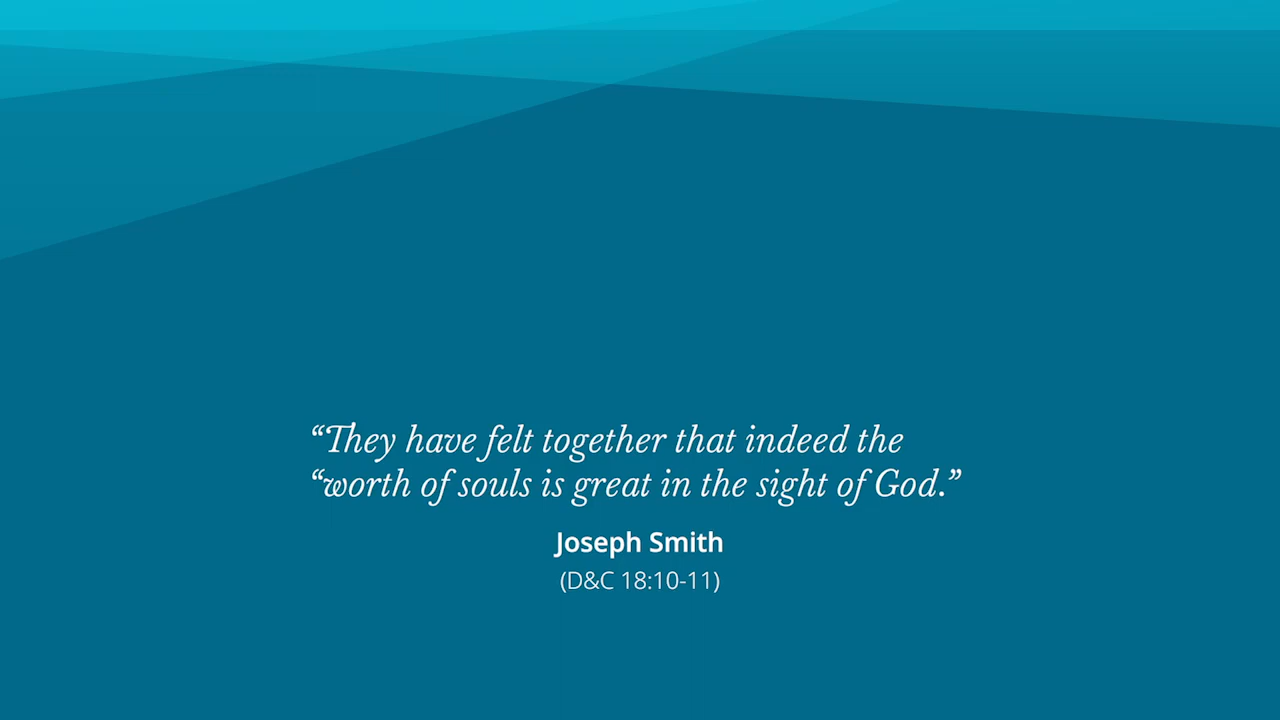 “They have felt together that indeed the
“worth of souls is great in the sight of God.”
Joseph Smith
(D&C 18:10-11)